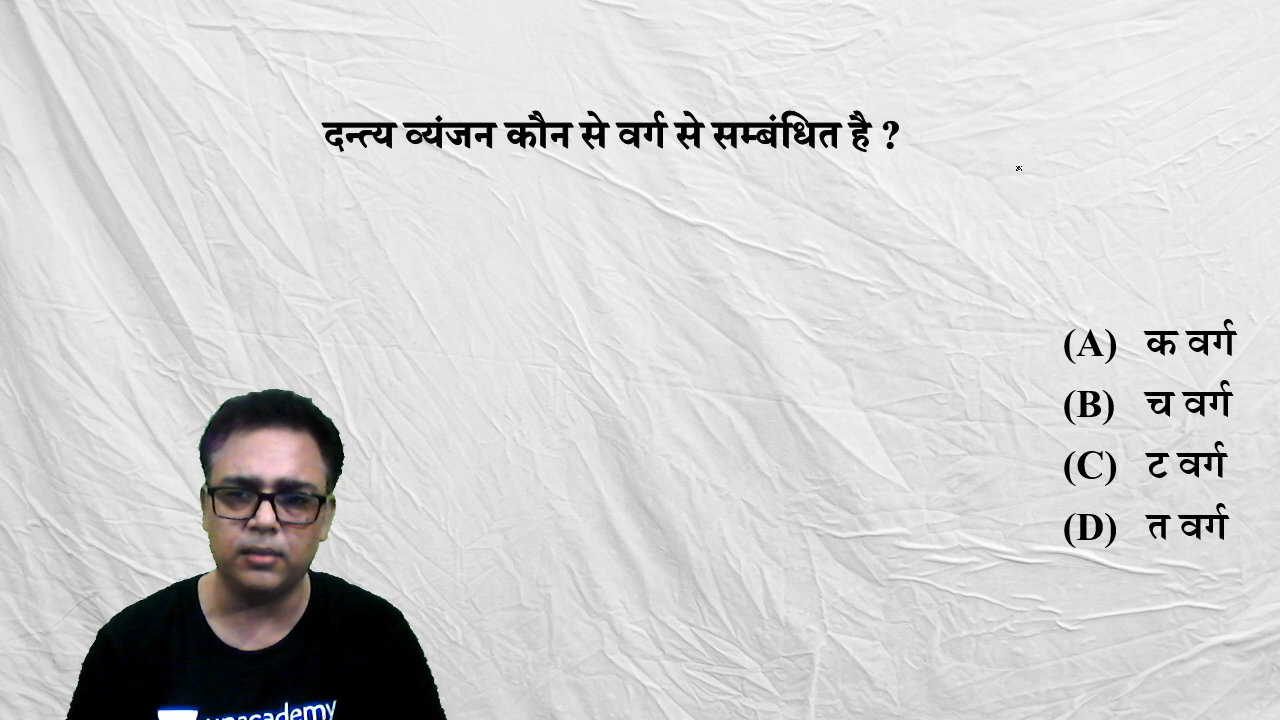 दन्त्य व्यंजन कौन से वर्ग से सम्बंधित है ?
(A) क वर्ग
(B) च वर्ग
(C) ट वर्ग
(D) त वर्ग
unacademy